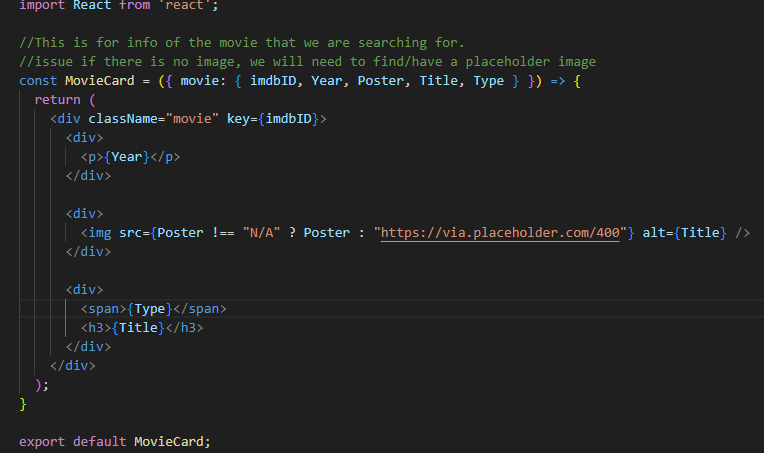 import React from 'react';
//This is for info of the movie that we are searching for.
//issue if there is no image, we will need to find/have a placeholder image
const MovieCard = ({ movie: { imdbID, Year, Poster, Title, Type } }) => {
  return (
    <div className="movie" key={imdbID}>
      <div>
        <p>{Year}</p>
      </div>
      <div>
        <img src={Poster !== "N/A" ? Poster : "https://via.placeholder.com/400"} alt={Title} />
      </div>
      <div>
        <span>{Type}</span>
        <h3>{Title}</h3>
      </div>
    </div>
  );
}
export default MovieCard;